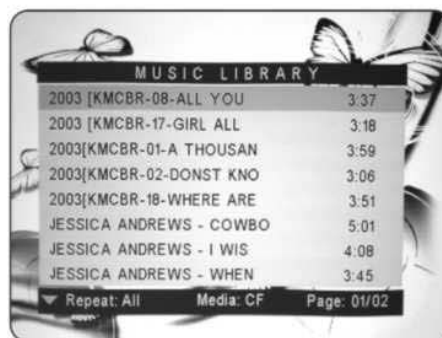 MUSIC LIBRARY
2003 [KMCBR-08-ALL YOU 3:37
2003 [KMCBR-17-GIRL ALL 3:18
2003[KMCBR-01-A THOUSAN 3:59
2003[KMCBR-02-DONST KNO 3:06
2003[KMCBR-18-WHERE ARE 3:51
JESSICA ANDREWS - COWBO 5:01
JESSICA ANDREWS - I WIS 4:08
JESSICA ANDREWS - WHEN 3:45
Repeat: All Media: CF Page: 01/02